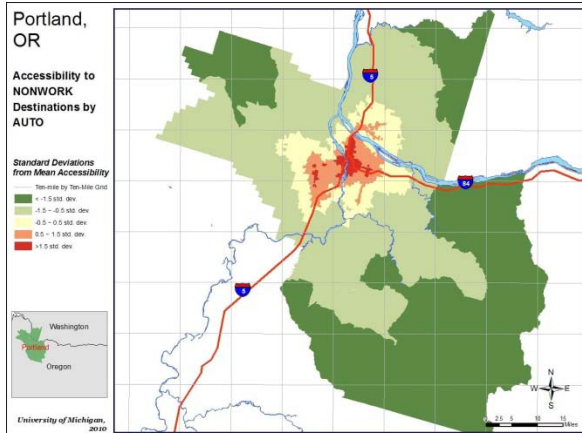 Portland,
OR
Accessibility to
NONWORK
Destinations by
AUTO
Standard Deviations
from Mean Accessibility
Ten-mile by Ten-Mile Grid
< -1.5 std. dev.
-1.5 ~ -0.5 std. dev.
-0.5 ~ 0.5 std. dev.
0.5 ~ 1.5 std. dev.
>1.5 std. dev.
5
84
5
Washington
Portland
Oregon
N
W E
S
0 2.5 5 10 15
Miles
University of Michigan,
2010